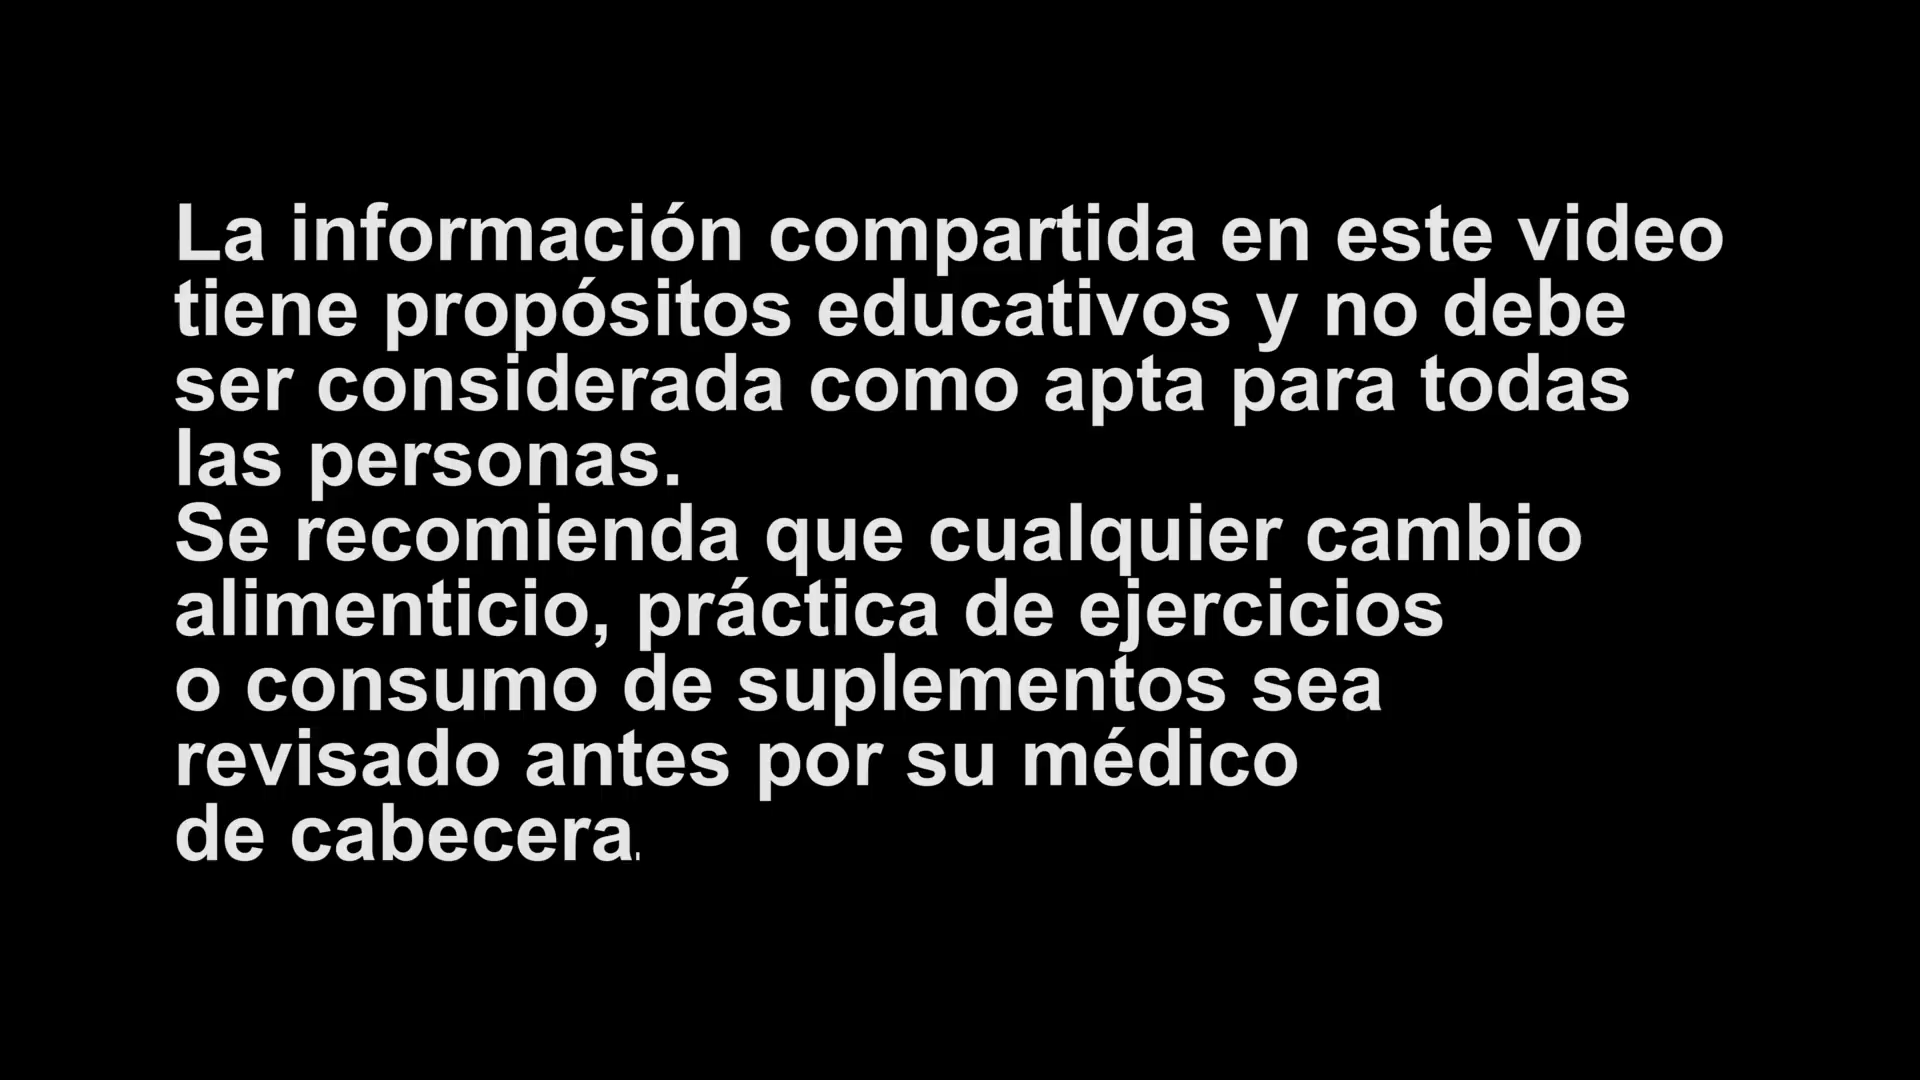 La información compartida en este video
tiene propósitos educativos y no debe
ser considerada como apta para todas
las personas.
Se recomienda que cualquier cambio
alimenticio, práctica de ejercicios
o consumo de suplementos sea
revisado antes por su médico
de cabecera.